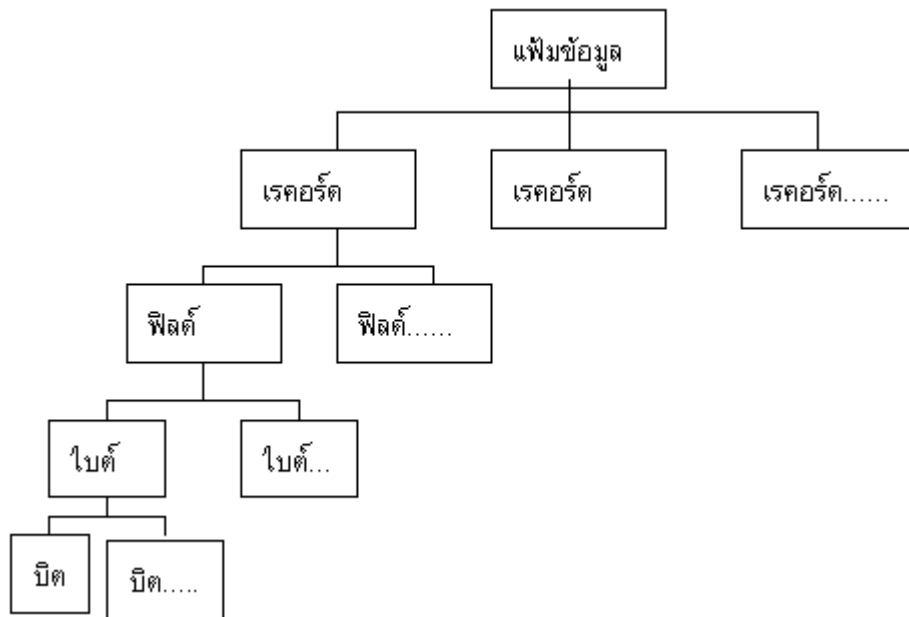 แฟ้มข้อมูล
เรคอร์ด
เรคอร์ด
เรคอร์ด......
ฟิลด์
ฟิลด์......
ใบต์
ใบต์...
บิต
บิต.....